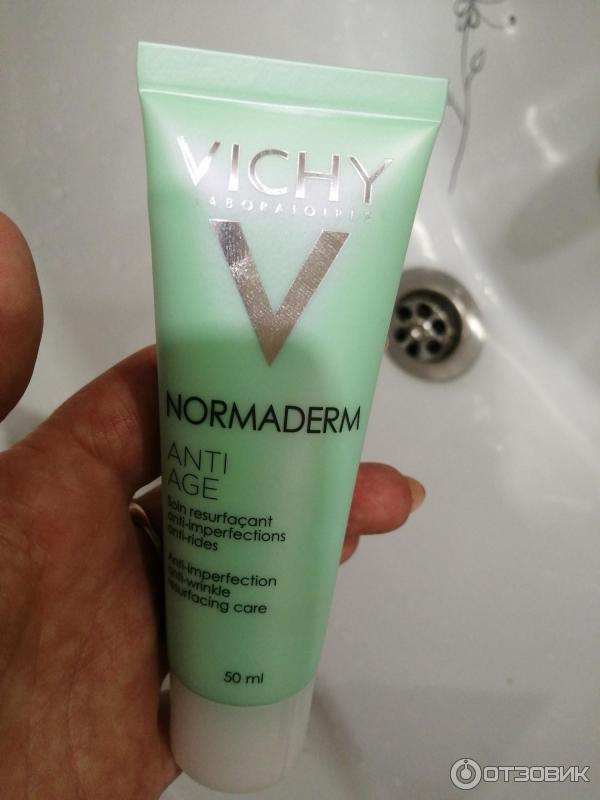 VICHY
LABORATOIRES
V
NORMADERM
ANTI
AGE
Soin resurfaçant
anti-imperfections
anti-rides
Anti-imperfection
anti-wrinkle
resurfacing care
50 ml
ОТЗОВИК